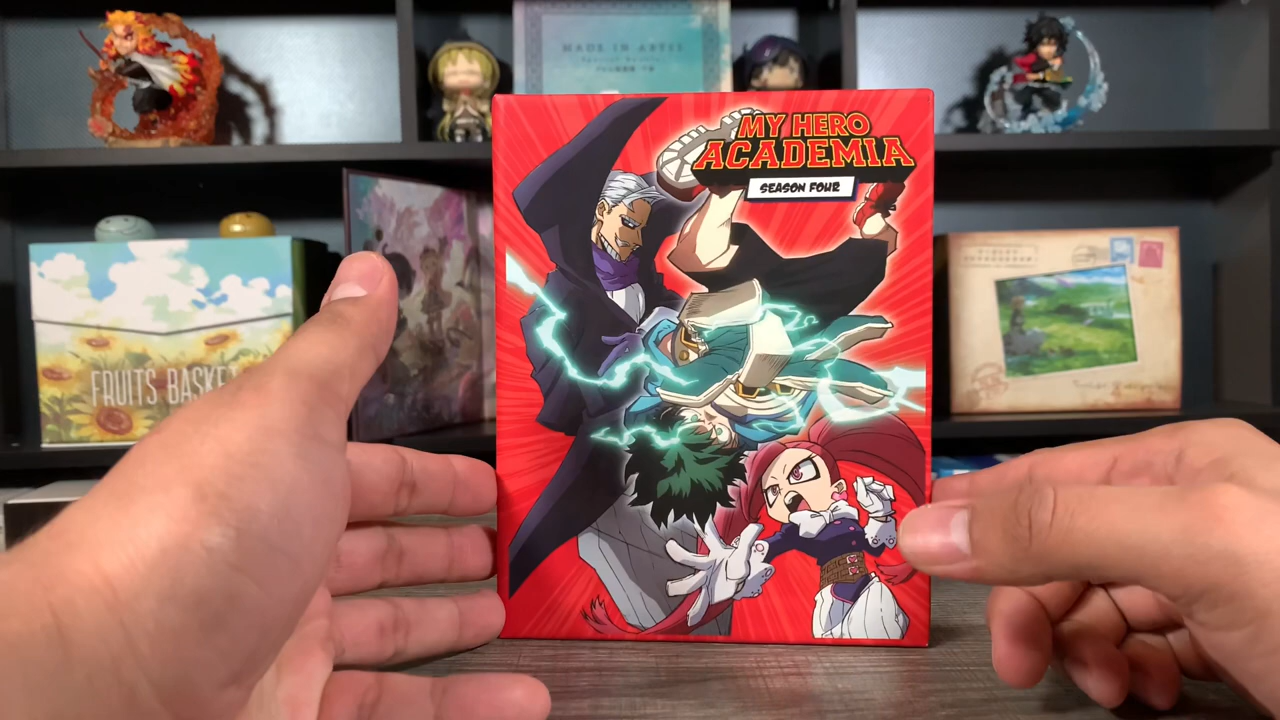 MADE IN ABYSS
MY HERO
ACADEMIA
SEASON FOUR
FRUITS BASKET